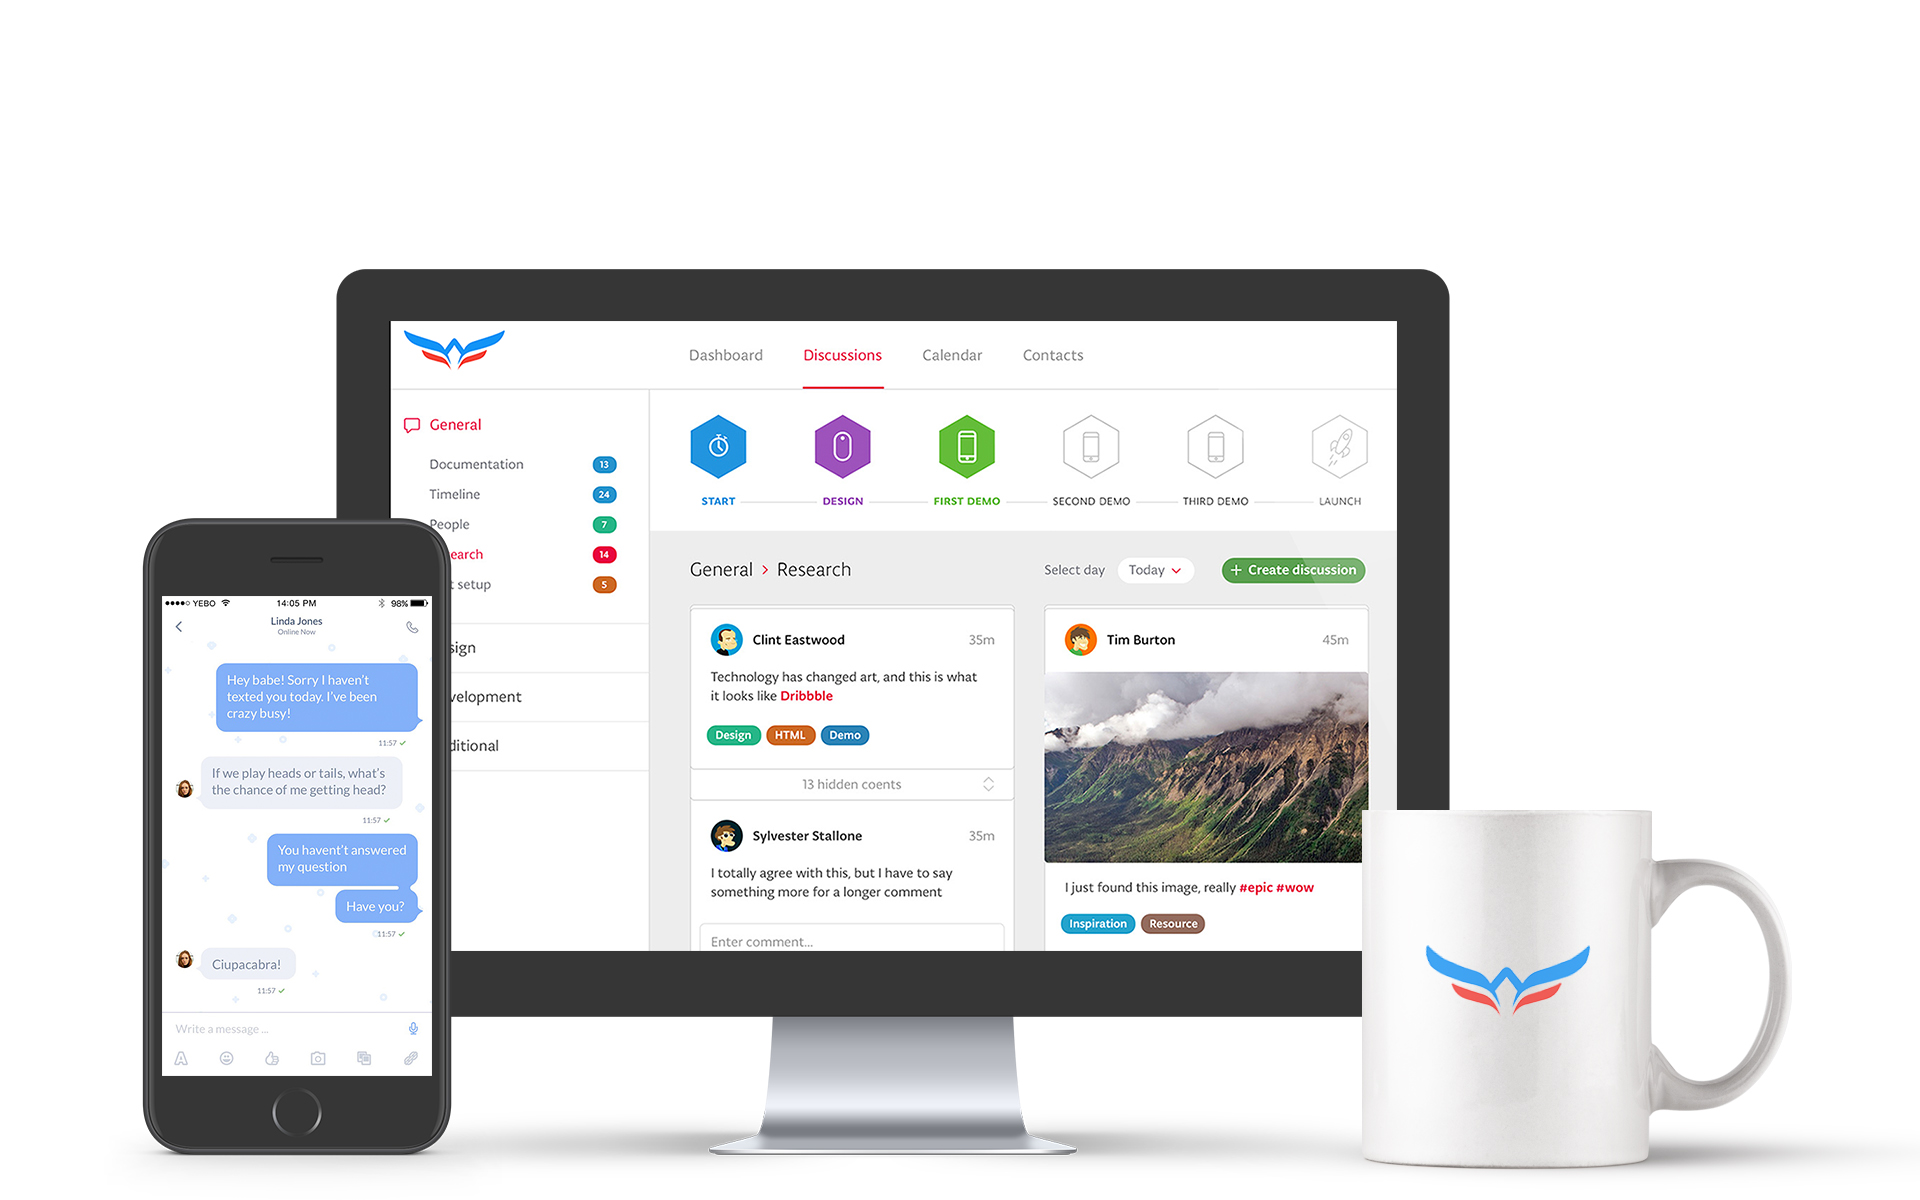 Dashboard
Discussions
Calendar
Contacts
General
Documentation
13
Timeline
24
People
7
earch
14
t setup
5
sign
velopment
ditional
START
DESIGN
FIRST DEMO
SECOND DEMO
THIRD DEMO
LAUNCH
General > Research
Select day
Today
+ Create discussion
Clint Eastwood
35m
Technology has changed art, and this is what
it looks like Dribbble
Design
HTML
Demo
13 hidden coents
Sylvester Stallone
35m
I totally agree with this, but I have to say
something more for a longer comment
Enter comment...
Tim Burton
45m
I just found this image, really #epic #wow
Inspiration
Resource
YEBO
14:05 PM
98%
Linda Jones
Online Now
Hey babe! Sorry I haven't
texted you today. I've been
crazy busy!
11:57
If we play heads or tails, what's
the chance of me getting head?
11:57
You havent't answered
my question
Have you?
11:57
Ciupacabra!
11:57
Write a message ...